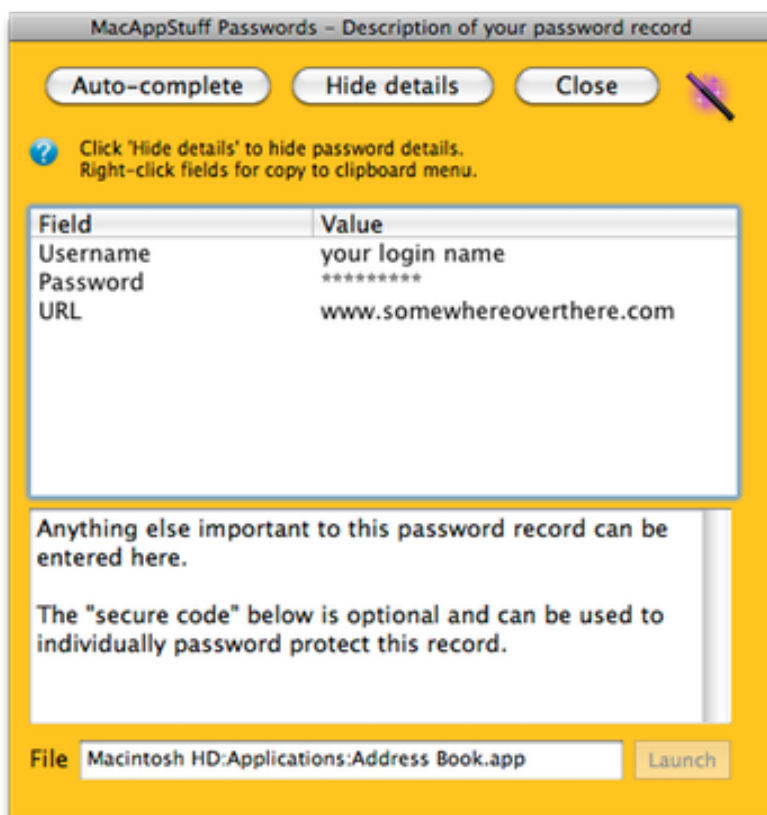 MacAppStuff Passwords - Description of your password record
Auto-complete Hide details Close
Click 'Hide details' to hide password details.
Right-click fields for copy to clipboard menu.
Field Value
Username your login name
Password *********
URL www.somewhereoverthere.com
Anything else important to this password record can be
entered here.
The "secure code" below is optional and can be used to
individually password protect this record.
File Macintosh HD:Applications:Address Book.app Launch